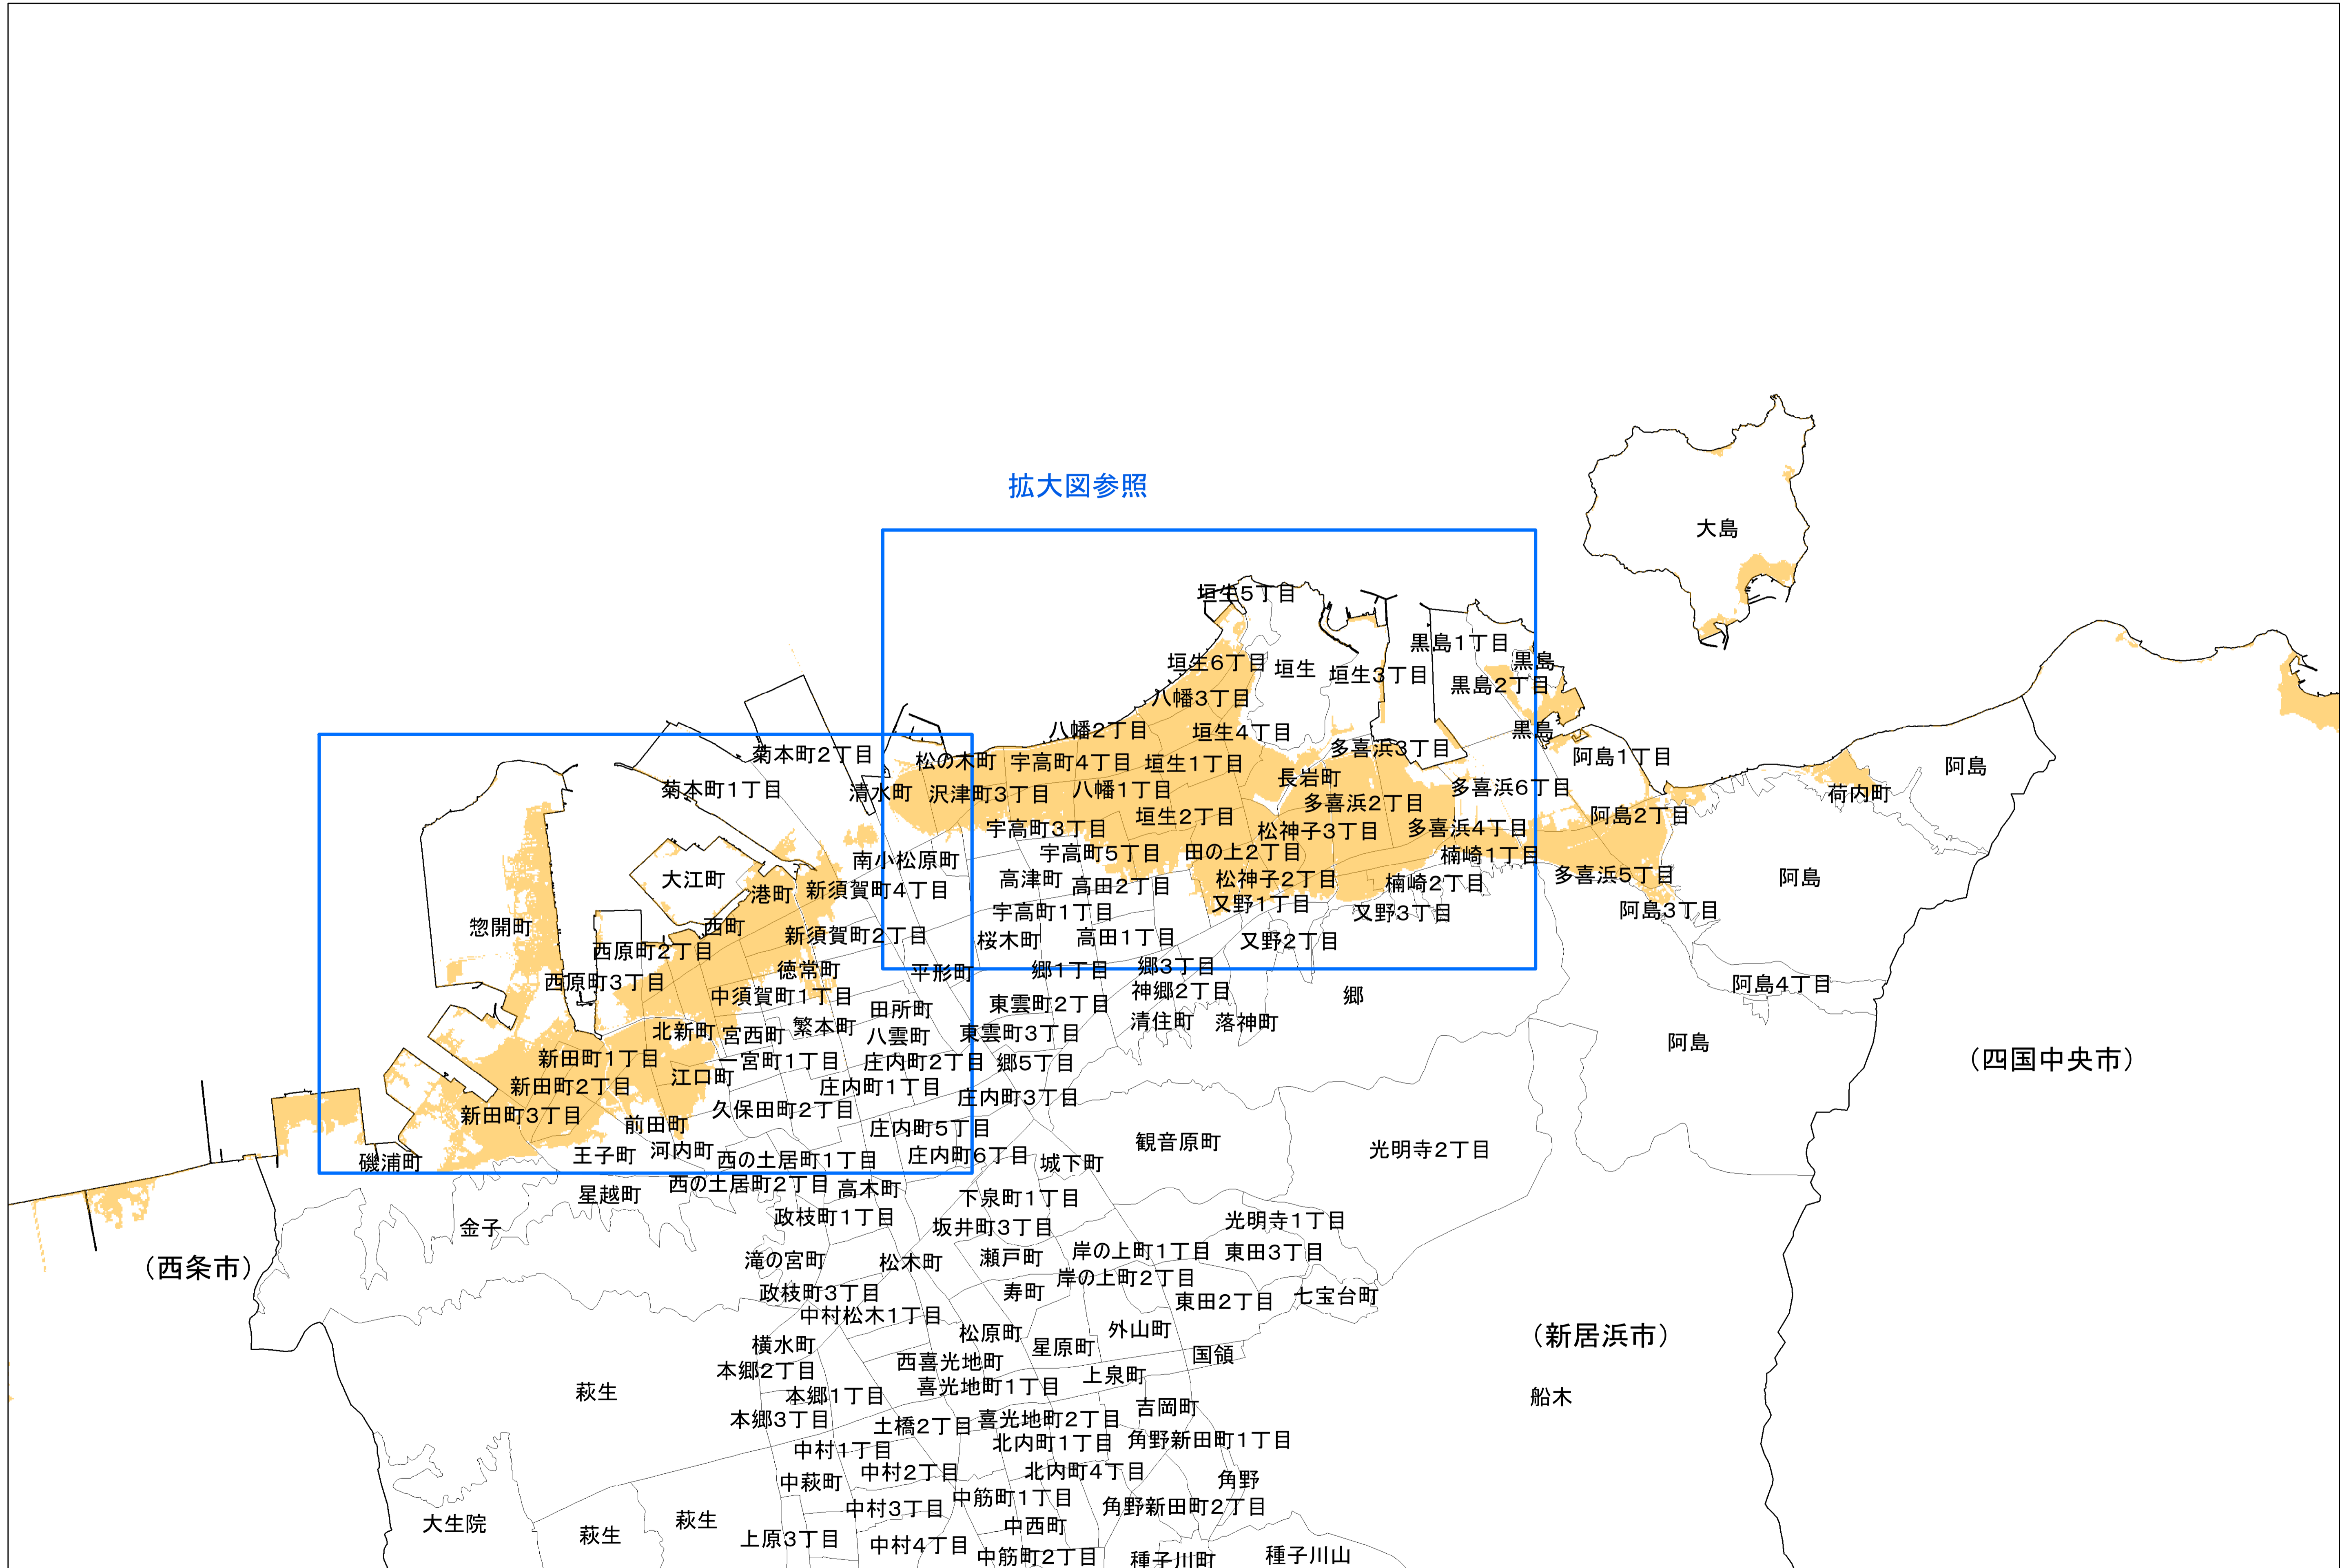 拡大図参照
大島
垣生5丁目
黒島1丁目
垣生6丁目
垣生
黒島
垣生3丁目
黒島2丁目
八幡3丁目
八幡2丁目
垣生4丁目
黒島
多喜浜3丁目
菊本町2丁目
阿島1丁目
松の木町
宇高町4丁目
垣生1丁目
阿島
長岩町
菊本町1丁目
清水町
沢津町3丁目
八幡1丁目
多喜浜6丁目
荷内町
多喜浜2丁目
垣生2丁目
阿島2丁目
宇高町3丁目
松神子3丁目
多喜浜4丁目
南小松原町
宇高町5丁目
田の上2丁目
楠崎1丁目
大江町
高津町
松神子2丁目
多喜浜5丁目
阿島
港町
新須賀町4丁目
高田2丁目
楠崎2丁目
宇高町1丁目
又野1丁目
又野3丁目
阿島3丁目
惣開町
西町
新須賀町2丁目
桜木町
高田1丁目
又野2丁目
西原町2丁目
徳常町
平形町
郷1丁目
郷3丁目
西原町3丁目
阿島4丁目
中須賀町1丁目
神郷2丁目
郷
田所町
東雲町2丁目
北新町
宮西町
繁本町
八雲町
東雲町3丁目
清住町
落神町
阿島
新田町1丁目
一宮町1丁目
庄内町2丁目
郷5丁目
(四国中央市)
江口町
新田町2丁目
庄内町1丁目
庄内町3丁目
新田町3丁目
前田町
久保田町2丁目
庄内町5丁目
観音原町
光明寺2丁目
磯浦町
王子町
河内町
西の土居町1丁目
庄内町6丁目
城下町
星越町
西の土居町2丁目
高木町
下泉町1丁目
金子
政枝町1丁目
坂井町3丁目
光明寺1丁目
(西条市)
滝の宮町
松木町
瀬戸町
岸の上町1丁目
東田3丁目
政枝町3丁目
寿町
岸の上町2丁目
東田2丁目
七宝台町
中村松木1丁目
松原町
外山町
(新居浜市)
横水町
星原町
国領
本郷2丁目
西喜光地町
上泉町
萩生
本郷1丁目
喜光地町1丁目
船木
吉岡町
本郷3丁目
土橋2丁目
喜光地町2丁目
中村1丁目
北内町1丁目
角野新田町1丁目
中萩町
中村2丁目
北内町4丁目
角野
中村3丁目
中筋町1丁目
角野新田町2丁目
大生院
萩生
萩生
上原3丁目
中村4丁目
中西町
中筋町2丁目
種子川町
種子川山